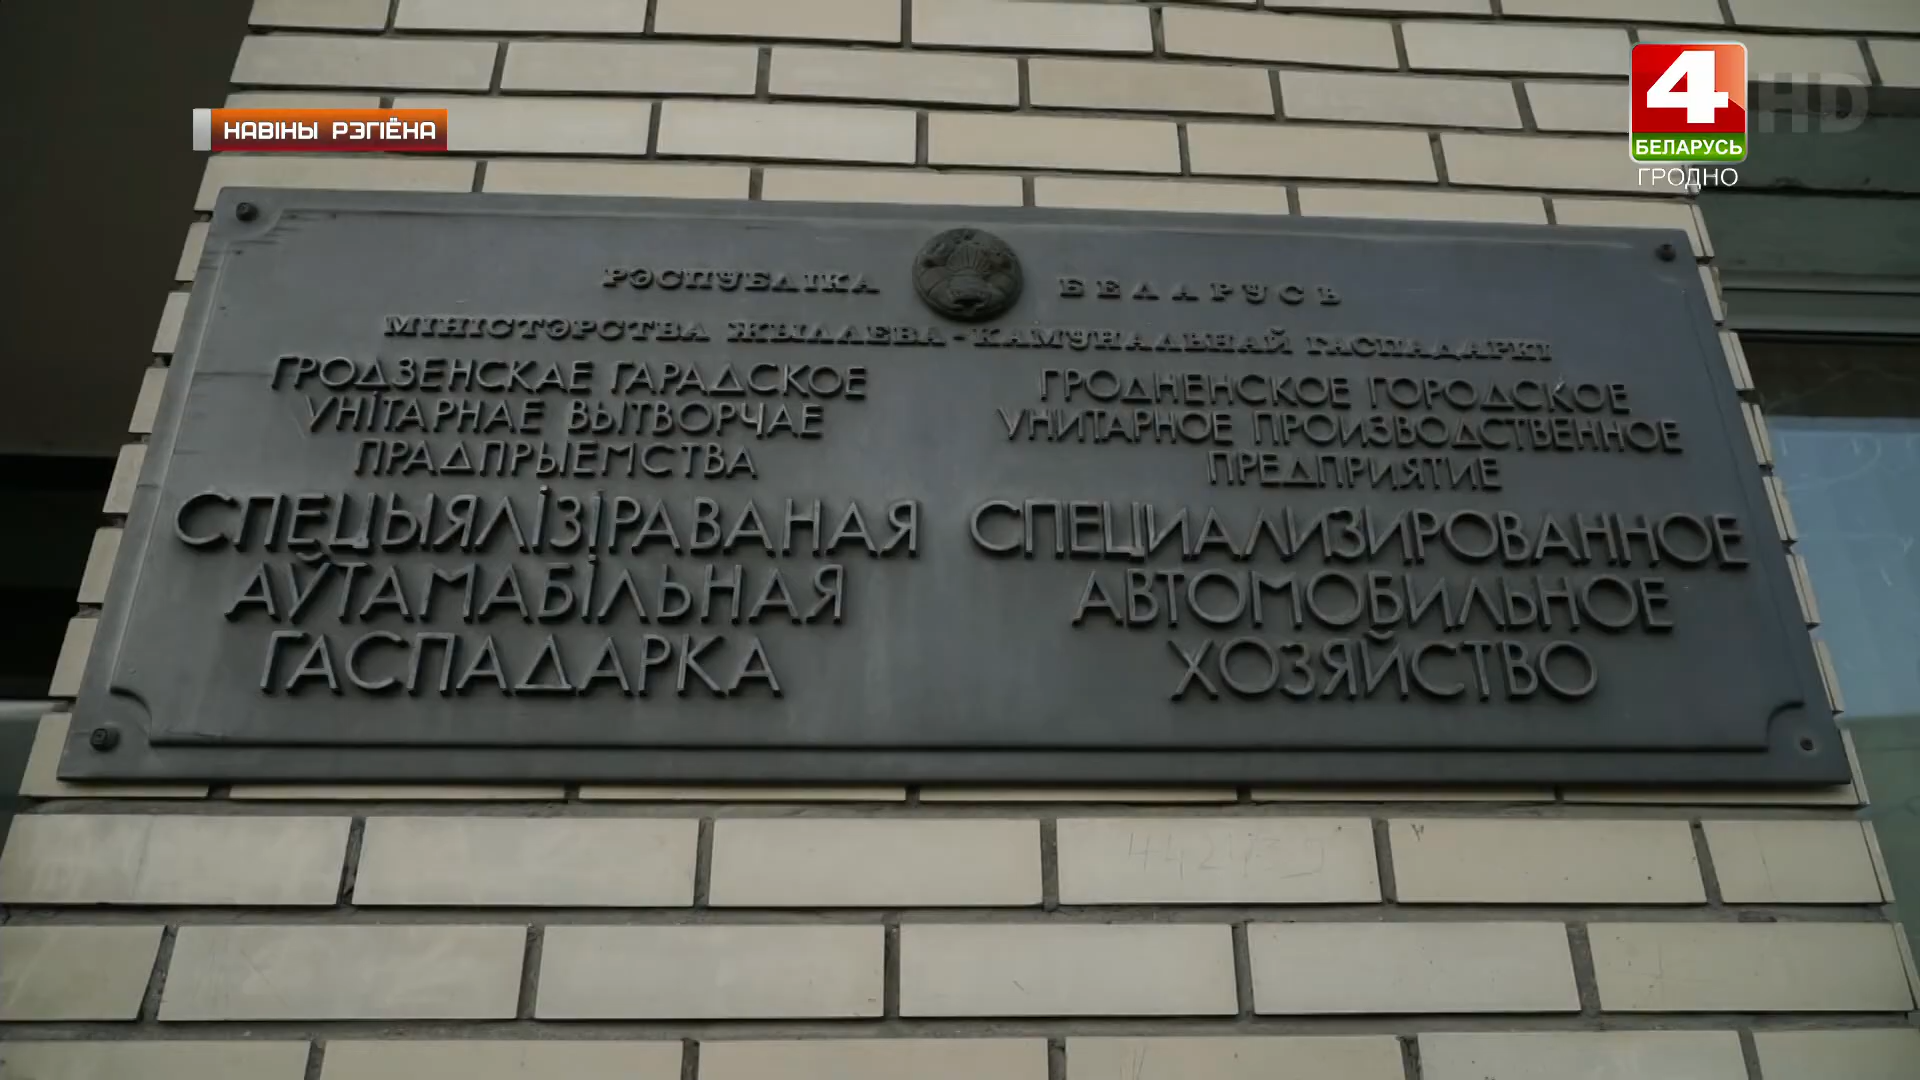 НАВІНЫ РЭГІЁНА
4
HD
БЕЛАРУСЬ
ГРОДНО
РЭСПУБЛІКА БЕЛАРУСЬ
МІНІСТЭРСТВА ЖЫЛЛЁВА-КАМУНАЛЬНАЙ ГАСПАДАРКІ
ГРОДЗЕНСКАЕ ГАРАДСКОЕ
УНІТАРНАЕ ВЫТВОРЧАЕ
ПРАДПРЫЕМСТВА
СПЕЦЫЯЛІЗІРАВАНАЯ
АЎТАМАБІЛЬНАЯ
ГАСПАДАРКА
ГРОДНЕНСКОЕ ГОРОДСКОЕ
УНИТАРНОЕ ПРОИЗВОДСТВЕННОЕ
ПРЕДПРИЯТИЕ
СПЕЦИАЛИЗИРОВАННОЕ
АВТОМОБИЛЬНОЕ
ХОЗЯЙСТВО